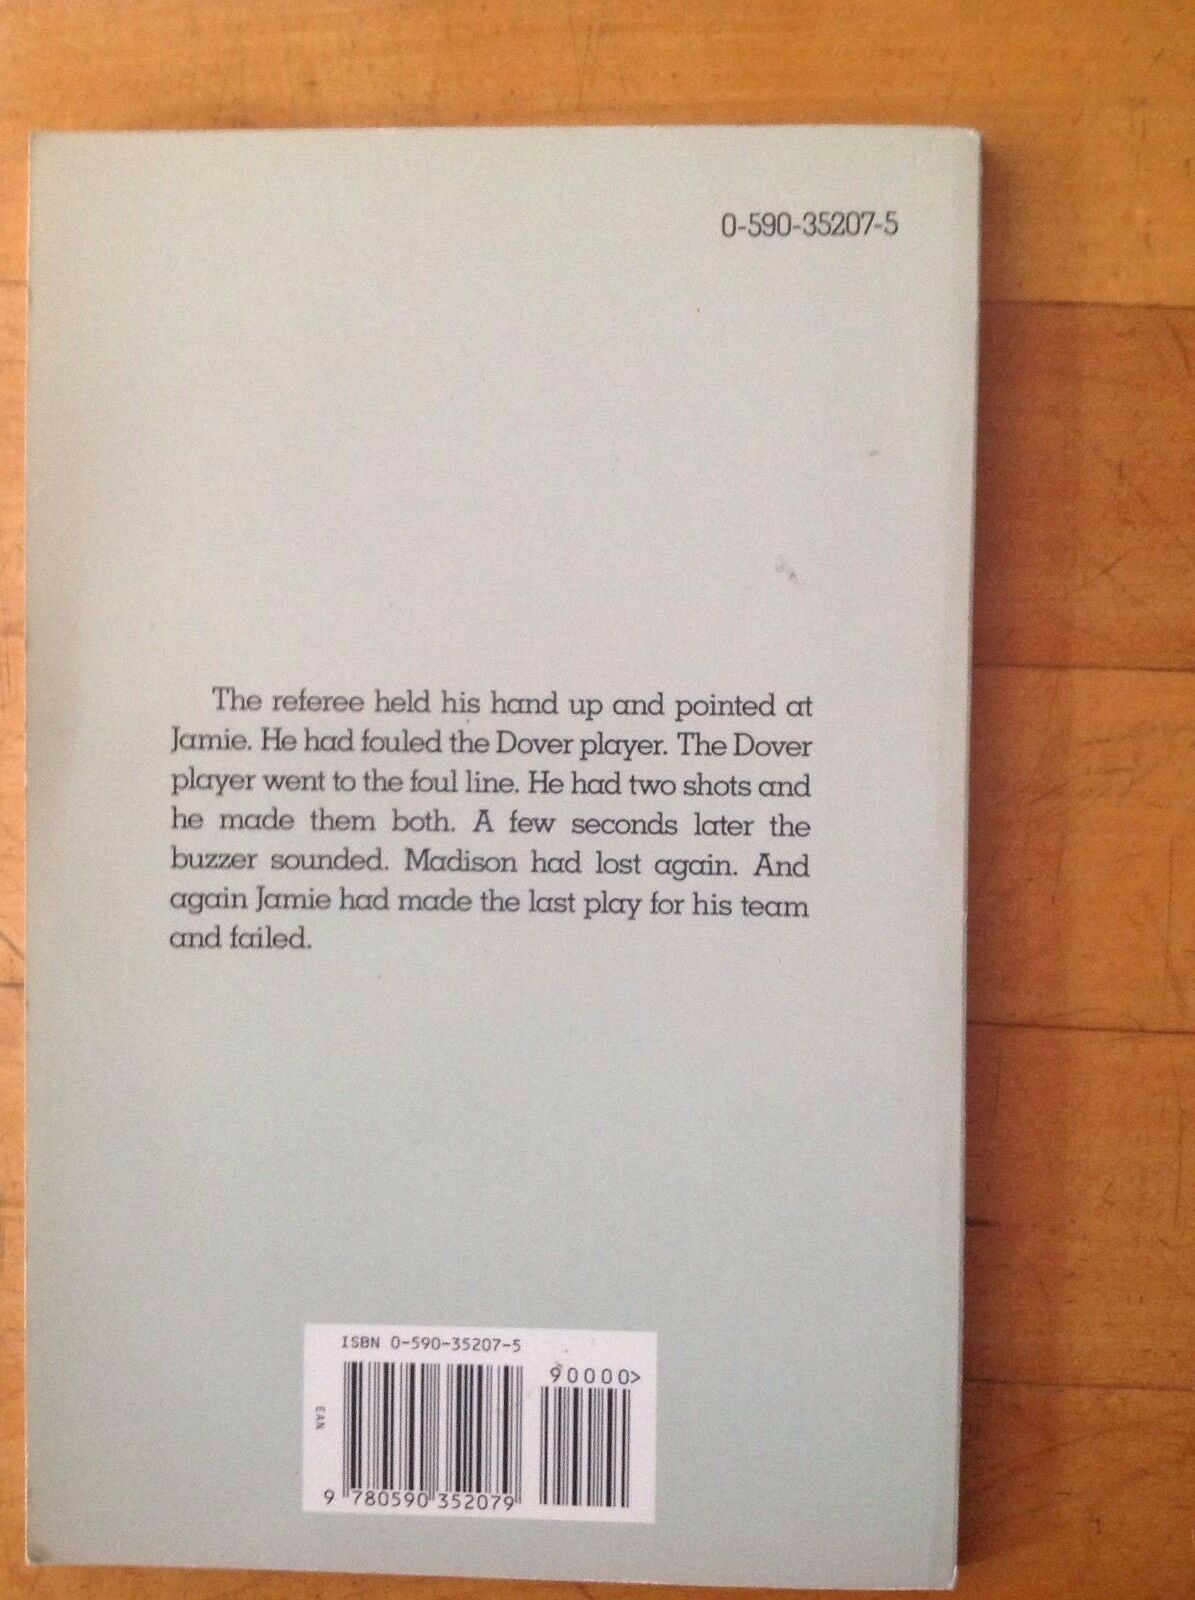 0-590-35207-5
The referee held his hand up and pointed at
Jamie. He had fouled the Dover player. The Dover
player went to the foul line. He had two shots and
he made them both. A few seconds later the
buzzer sounded. Madison had lost again. And
again Jamie had made the last play for his team
and failed.
ISBN 0-590-35207-5
90000>
EAN
9 780590 352079